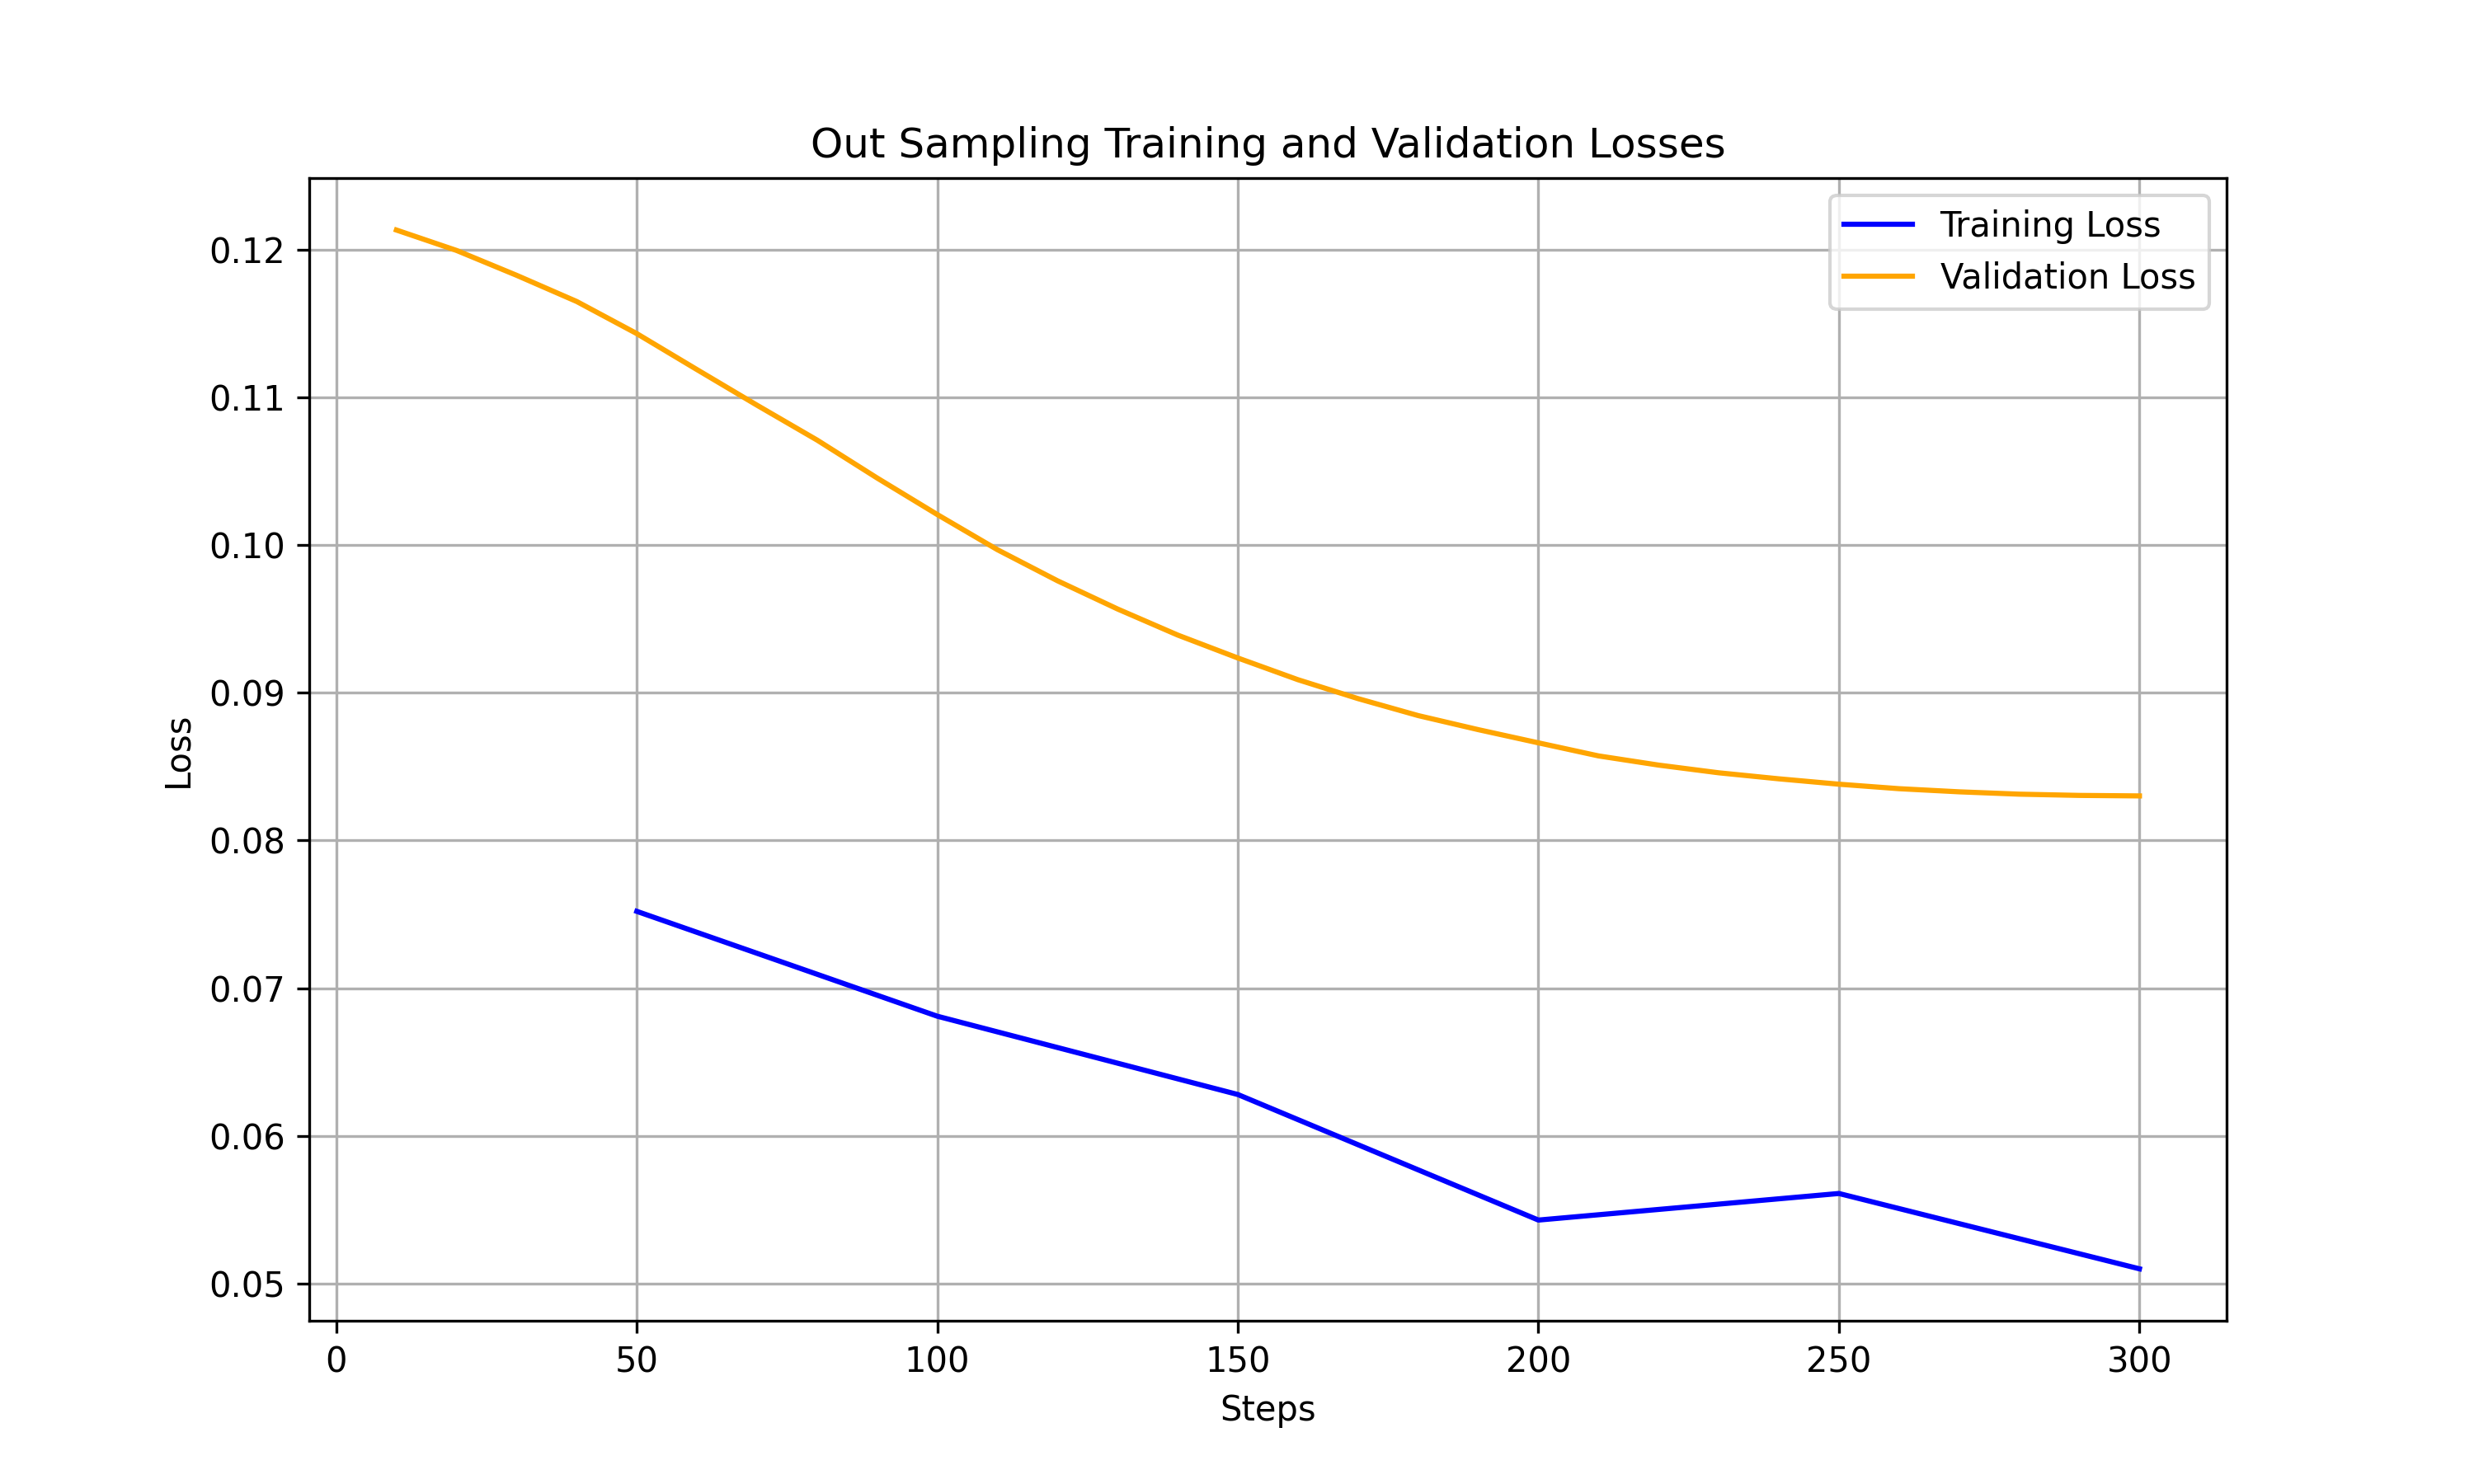 Out Sampling Training and Validation Losses
Training Loss
Validation Loss
0.12
0.11
0.10
0.09
0.08
0.07
0.06
0.05
Loss
0 50 100 150 200 250 300
Steps